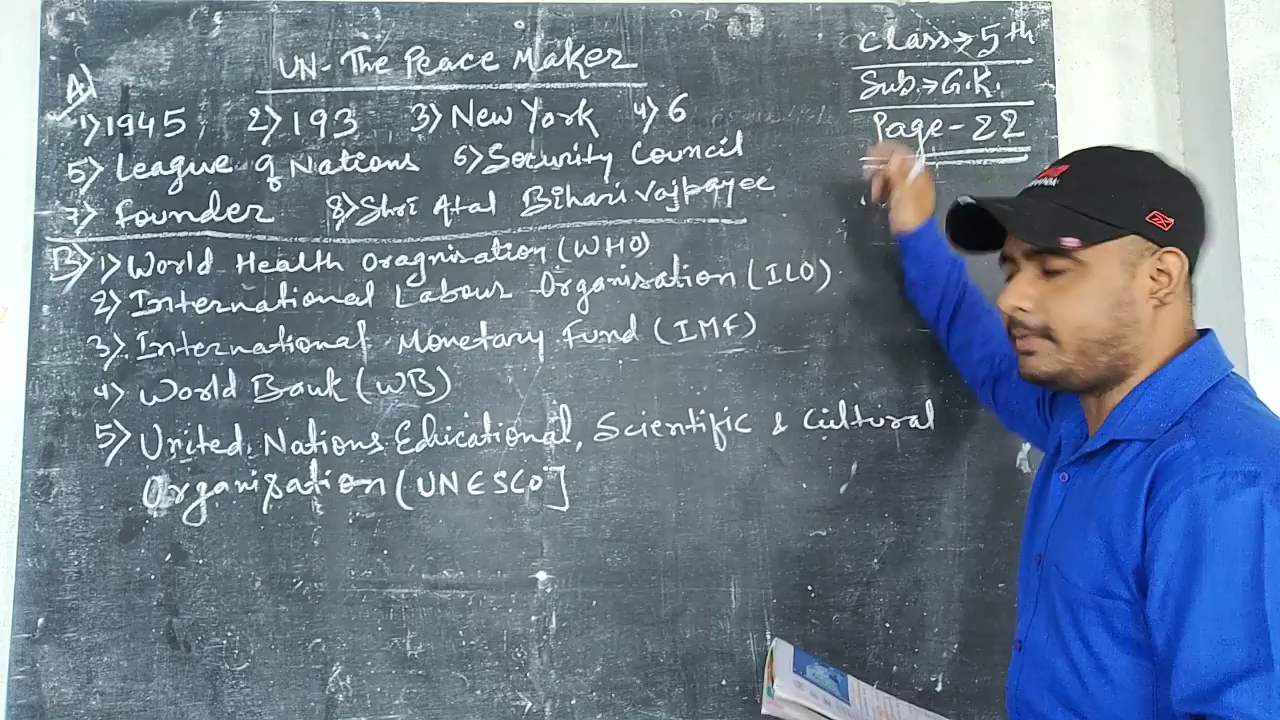 UN-The Peace Maker
Class→5th
Sub.→G.K.
Page-22
A)
1) 1945, 2) 193 3) New York 4) 6
5) League of Nations 6) Security Council
7) founder 8) Shri Atal Bihari Vajpayee
B) 1) World Health Oragnisation (WHO)
2) International Labour Organisation (ILO).
3) International Monetary Fund (IMF)
4) World Bank (WB)
5) United Nations Educational, Scientific & Cultural
Organisation (UNESCO]